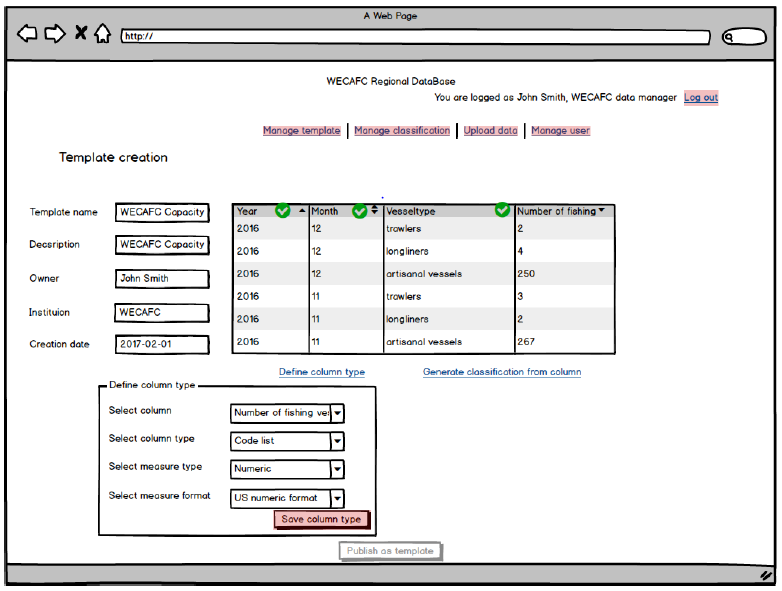 A Web Page
http://
WECAFC Regional DataBase
You are logged as John Smith, WECAFC data manager Log out
Manage template Manage classification Upload data Manage user
Template creation
Template name WECAFC Capacity
Decsription WECAFC Capacity
Owner John Smith
Instituion WECAFC
Creation date 2017-02-01
Year Month Vesseltype Number of fishing
2016 12 trawlers 2
2016 12 longliners 4
2016 12 artisanal vessels 250
2016 11 trawlers 3
2016 11 longliners 2
2016 11 artisanal vessels 267
Define column type Generate classification from column
Define column type
Select column Number of fishing ves
Select column type Code list
Select measure type Numeric
Select measure format US numeric format
Save column type
Publish as template